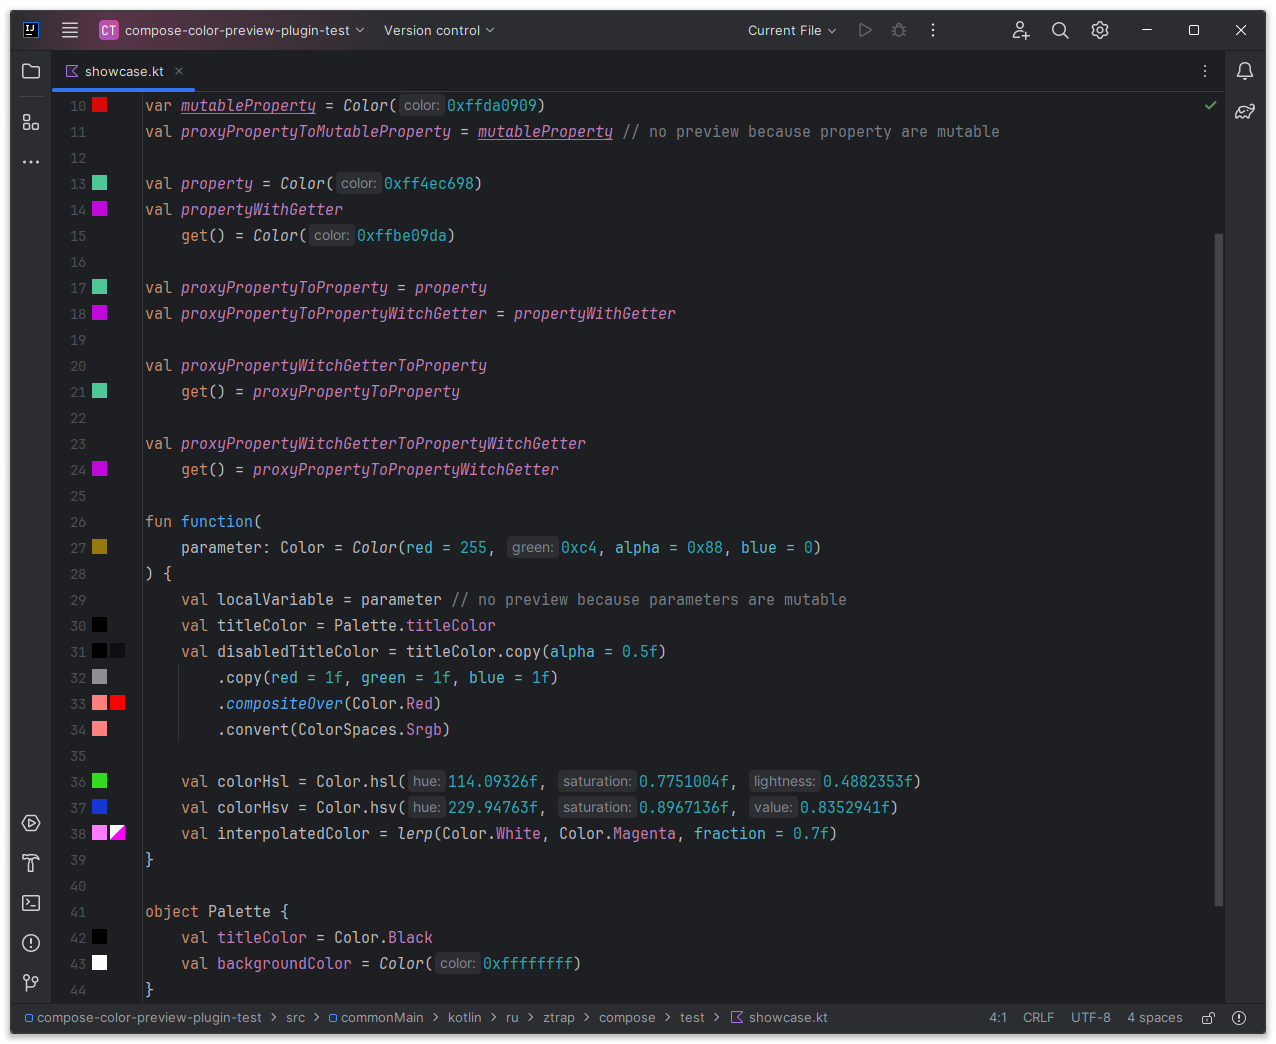 IJ CT compose-color-preview-plugin-test Version control Current File
showcase.kt
10 var mutableProperty = Color( color: 0xffda0909)
11 val proxyPropertyToMutableProperty = mutableProperty // no preview because property are mutable
12
13 val property = Color( color: 0xff4ec698)
14 val propertyWithGetter
15 get() = Color( color: 0xffbe09da)
16
17 val proxyPropertyToProperty = property
18 val proxyPropertyToPropertyWitchGetter = propertyWithGetter
19
20 val proxyPropertyWitchGetterToProperty
21 get() = proxyPropertyToProperty
22
23 val proxyPropertyWitchGetterToPropertyWitchGetter
24 get() = proxyPropertyToPropertyWitchGetter
25
26 fun function(
27 parameter: Color = Color(red = 255, green: 0xc4, alpha = 0x88, blue = 0)
28 ) {
29 val localVariable = parameter // no preview because parameters are mutable
30 val titleColor = Palette.titleColor
31 val disabledTitleColor = titleColor.copy(alpha = 0.5f)
32 .copy(red = 1f, green = 1f, blue = 1f)
33 .compositeOver(Color.Red)
34 .convert(ColorSpaces.Srgb)
35
36 val colorHsl = Color.hsl( hue: 114.09326f, saturation: 0.7751004f, lightness: 0.4882353f)
37 val colorHsv = Color.hsv( hue: 229.94763f, saturation: 0.8967136f, value: 0.8352941f)
38 val interpolatedColor = lerp(Color.White, Color.Magenta, fraction = 0.7f)
39 }
40
41 object Palette {
42 val titleColor = Color.Black
43 val backgroundColor = Color( color: 0xffffffff)
44 }
compose-color-preview-plugin-test > src > commonMain > kotlin > ru > ztrap > compose > test > showcase.kt 4:1 CRLF UTF-8 4 spaces